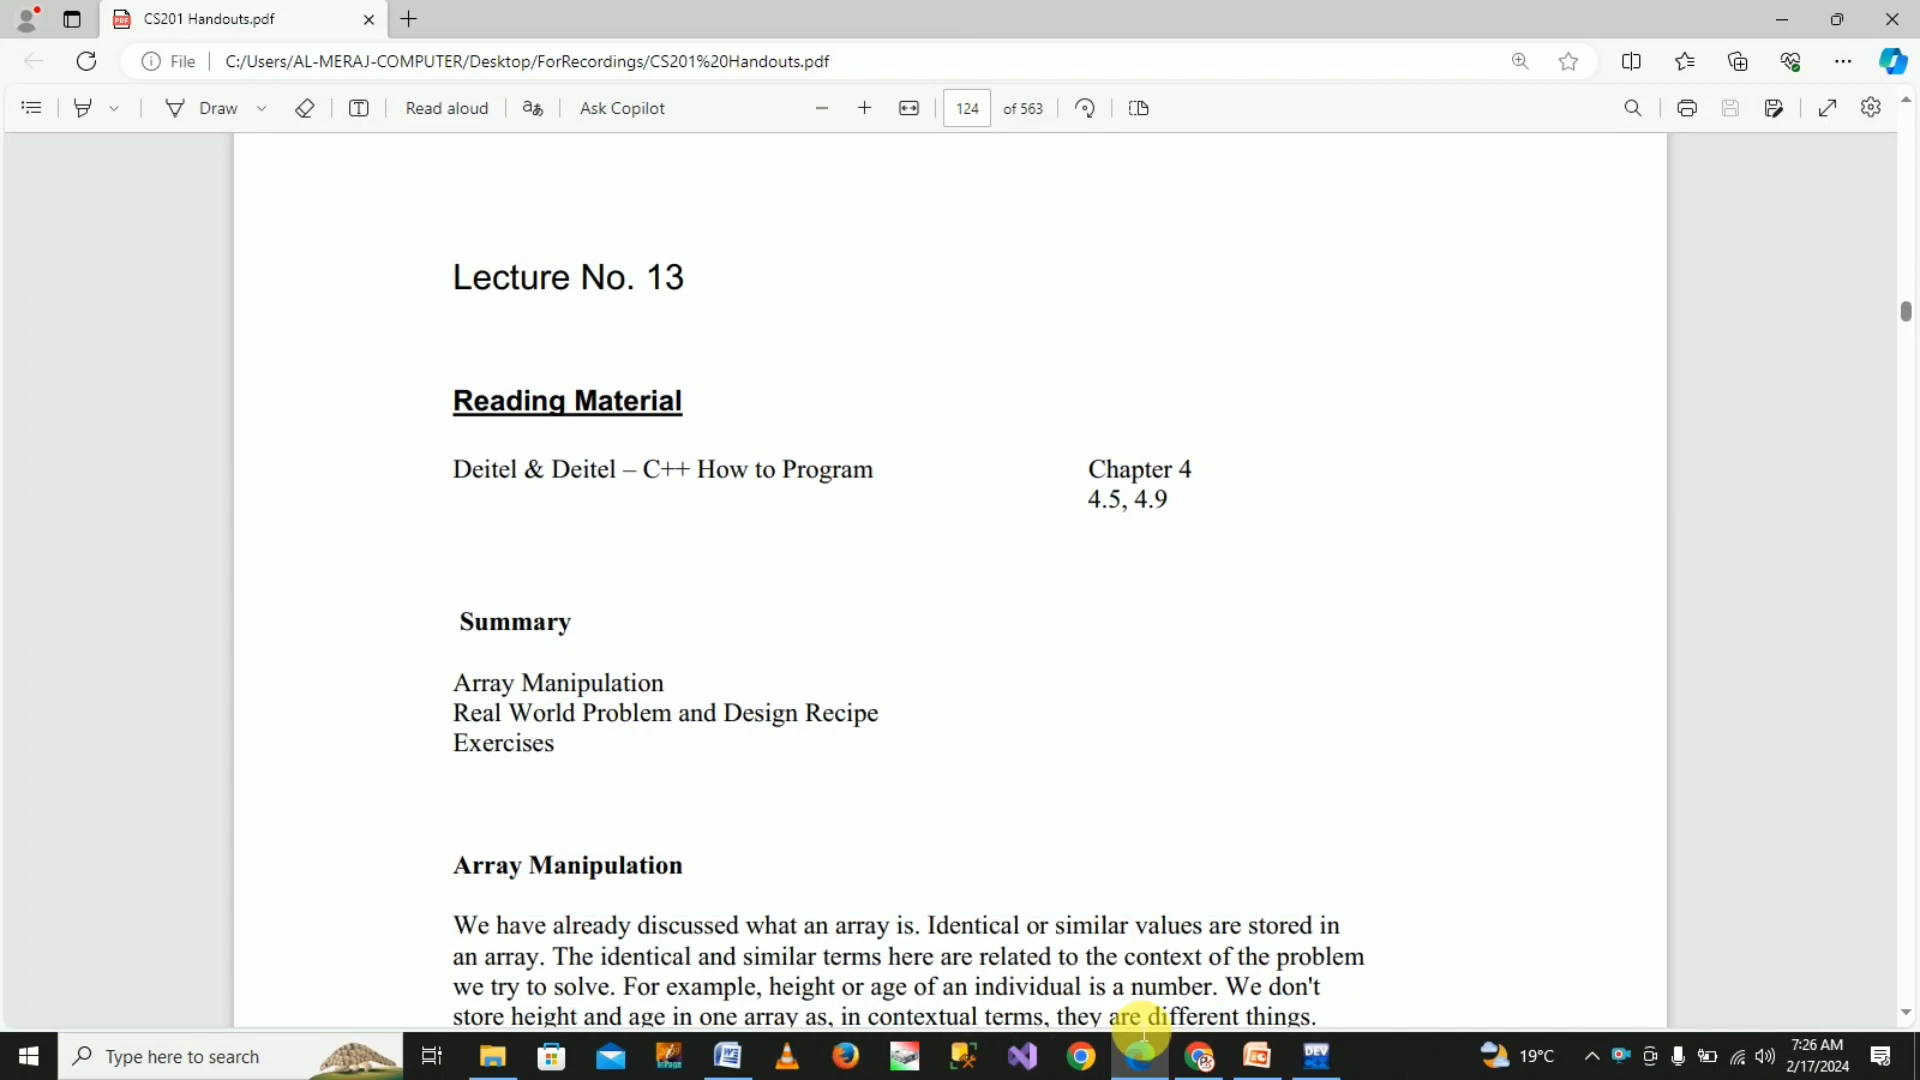 CS201 Handouts.pdf
File
C:/Users/AL-MERAJ-COMPUTER/Desktop/ForRecordings/CS201%20Handouts.pdf
Draw
Read aloud
aあ
Ask Copilot
124
of 563
Lecture No. 13
Reading Material
Deitel & Deitel – C++ How to Program Chapter 4
4.5, 4.9
Summary
Array Manipulation
Real World Problem and Design Recipe
Exercises
Array Manipulation
We have already discussed what an array is. Identical or similar values are stored in
an array. The identical and similar terms here are related to the context of the problem
we try to solve. For example, height or age of an individual is a number. We don't
store height and age in one array as, in contextual terms, they are different things.
Type here to search
DEV
19°C
7:26 AM
2/17/2024